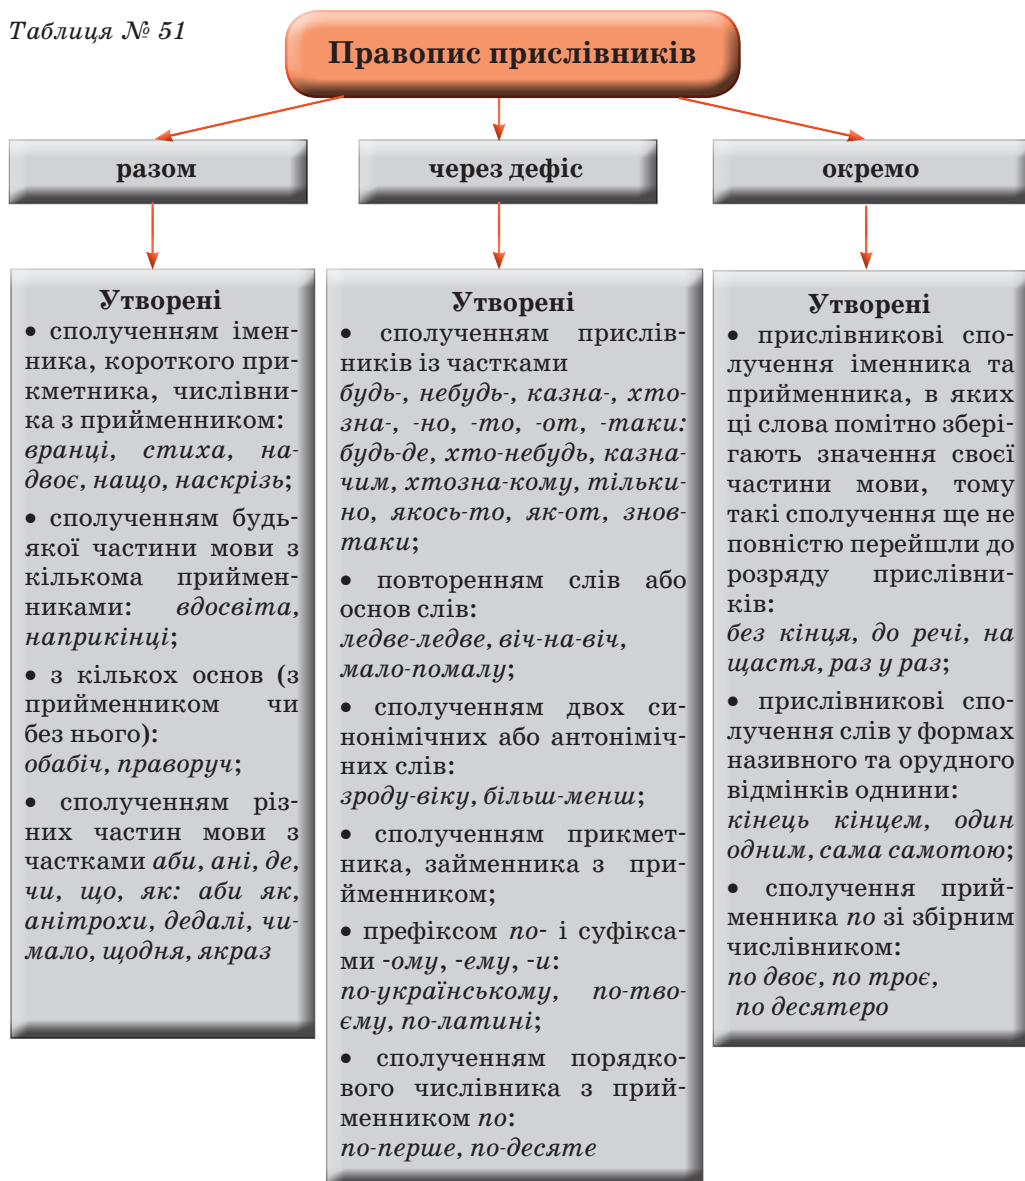 Таблиця № 51
Правопис прислівників
разом
через дефіс
окремо
Утворені
• сполученням імен-
ника, короткого при-
кметника, числівни-
ка з прийменником:
вранці, стиха, на-
двоє, нащо, наскрізь;
• сполученням будь-
якої частини мови з
кількома приймен-
никами: вдосвіта,
наприкінці;
• з кількох основ (з
прийменником чи
без нього):
обабіч, праворуч;
• сполученням різ-
них частин мови з
частками аби, ані, де,
чи, що, як: аби як,
анітрохи, дедалі, чи-
мало, щодня, якраз
Утворені
• сполученням прислів-
ників із частками
будь-, небудь-, казна-, хто-
зна-, -но, -то, -от, -таки:
будь-де, хто-небудь, казна-
чим, хтозна-кому, тільки-
но, якось-то, як-от, знов-
таки;
• повторенням слів або
основ слів:
ледве-ледве, віч-на-віч,
мало-помалу;
• сполученням двох си-
нонімічних або антоніміч-
них слів:
зроду-віку, більш-менш;
• сполученням прикмет-
ника, займенника з при-
йменником;
• префіксом по- і суфікса-
ми -ому, -ему, -и:
по-українському, по-тво-
єму, по-латині;
• сполученням порядко-
вого числівника з прий-
менником по:
по-перше, по-десяте
Утворені
• прислівникові спо-
лучення іменника та
прийменника, в яких
ці слова помітно збері-
гають значення своєї
частини мови, тому
такі сполучення ще не
повністю перейшли до
розряду прислівни-
ків:
без кінця, до речі, на
щастя, раз у раз;
• прислівникові спо-
лучення слів у формах
називного та орудного
відмінків однини:
кінець кінцем, один
одним, сама самотою;
• сполучення прий-
менника по зі збірним
числівником:
по двоє, по троє,
по десятеро